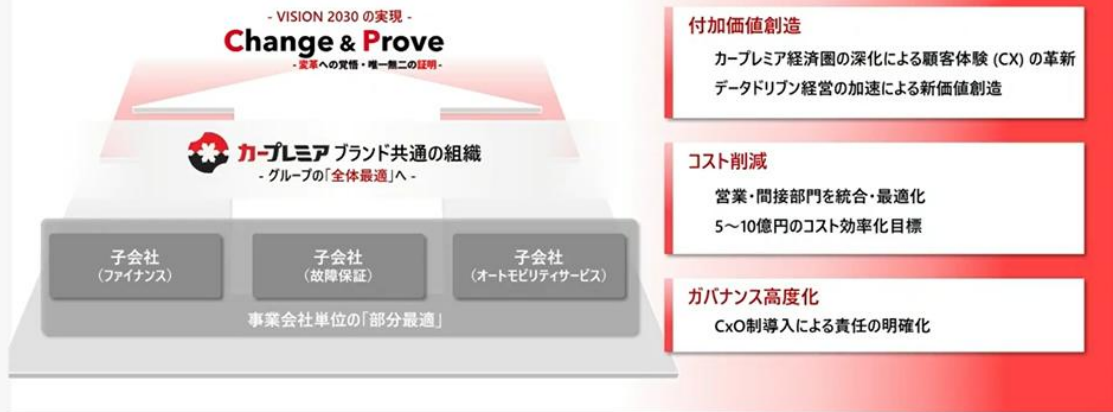 - VISION 2030 の実現 -
Change & Prove
- 変革への覚悟・唯一無二の証明 -
カープレミア ブランド共通の組織
- グループの「全体最適」へ -
子会社
（ファイナンス）
子会社
（故障保証）
子会社
（オートモビリティサービス）
事業会社単位の「部分最適」
付加価値創造
カープレミア経済圏の深化による顧客体験 (CX) の革新
データドリブン経営の加速による新価値創造
コスト削減
営業・間接部門を統合・最適化
5～10億円のコスト効率化目標
ガバナンス高度化
CxO制導入による責任の明確化